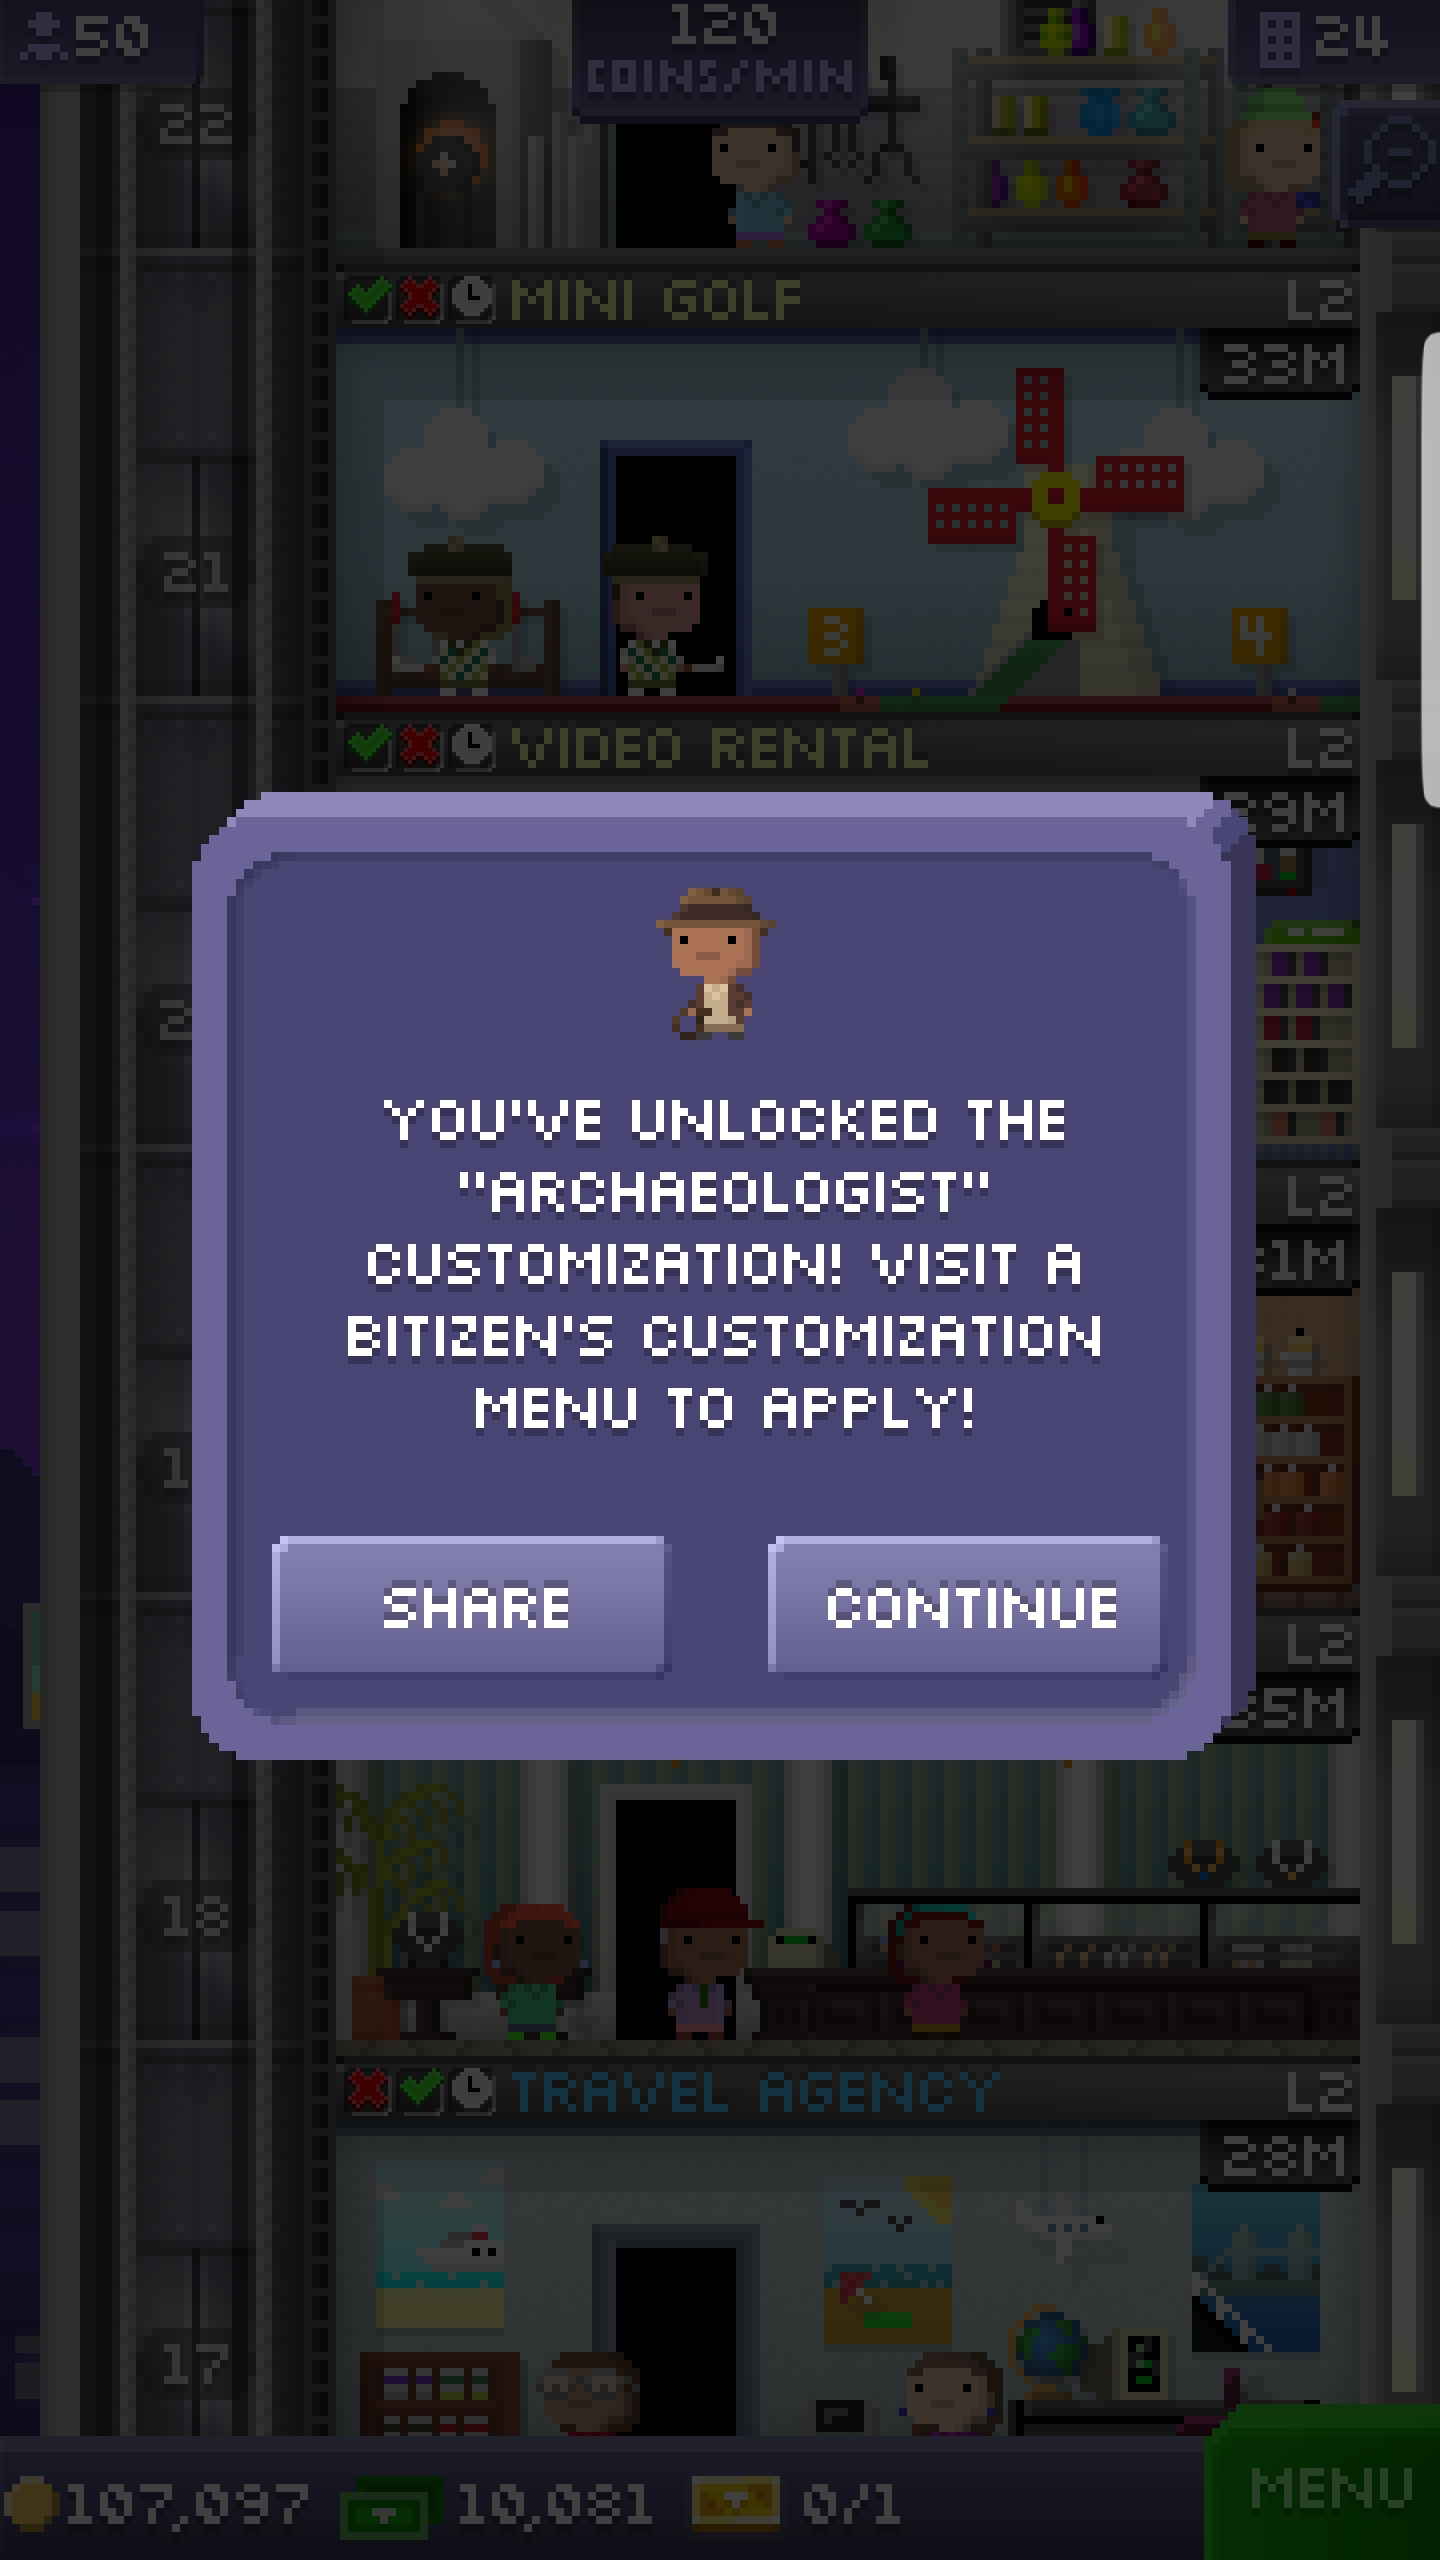 50
120
COINS/MIN
24
22
MINI GOLF
L2
33M
21
3
4
VIDEO RENTAL
L2
YOU'VE UNLOCKED THE
"ARCHAEOLOGIST"
CUSTOMIZATION! VISIT A
BITIZEN'S CUSTOMIZATION
MENU TO APPLY!
SHARE
CONTINUE
L2
L2
18
TRAVEL AGENCY
L2
28M
17
107,097
10,081
0/1
MENU